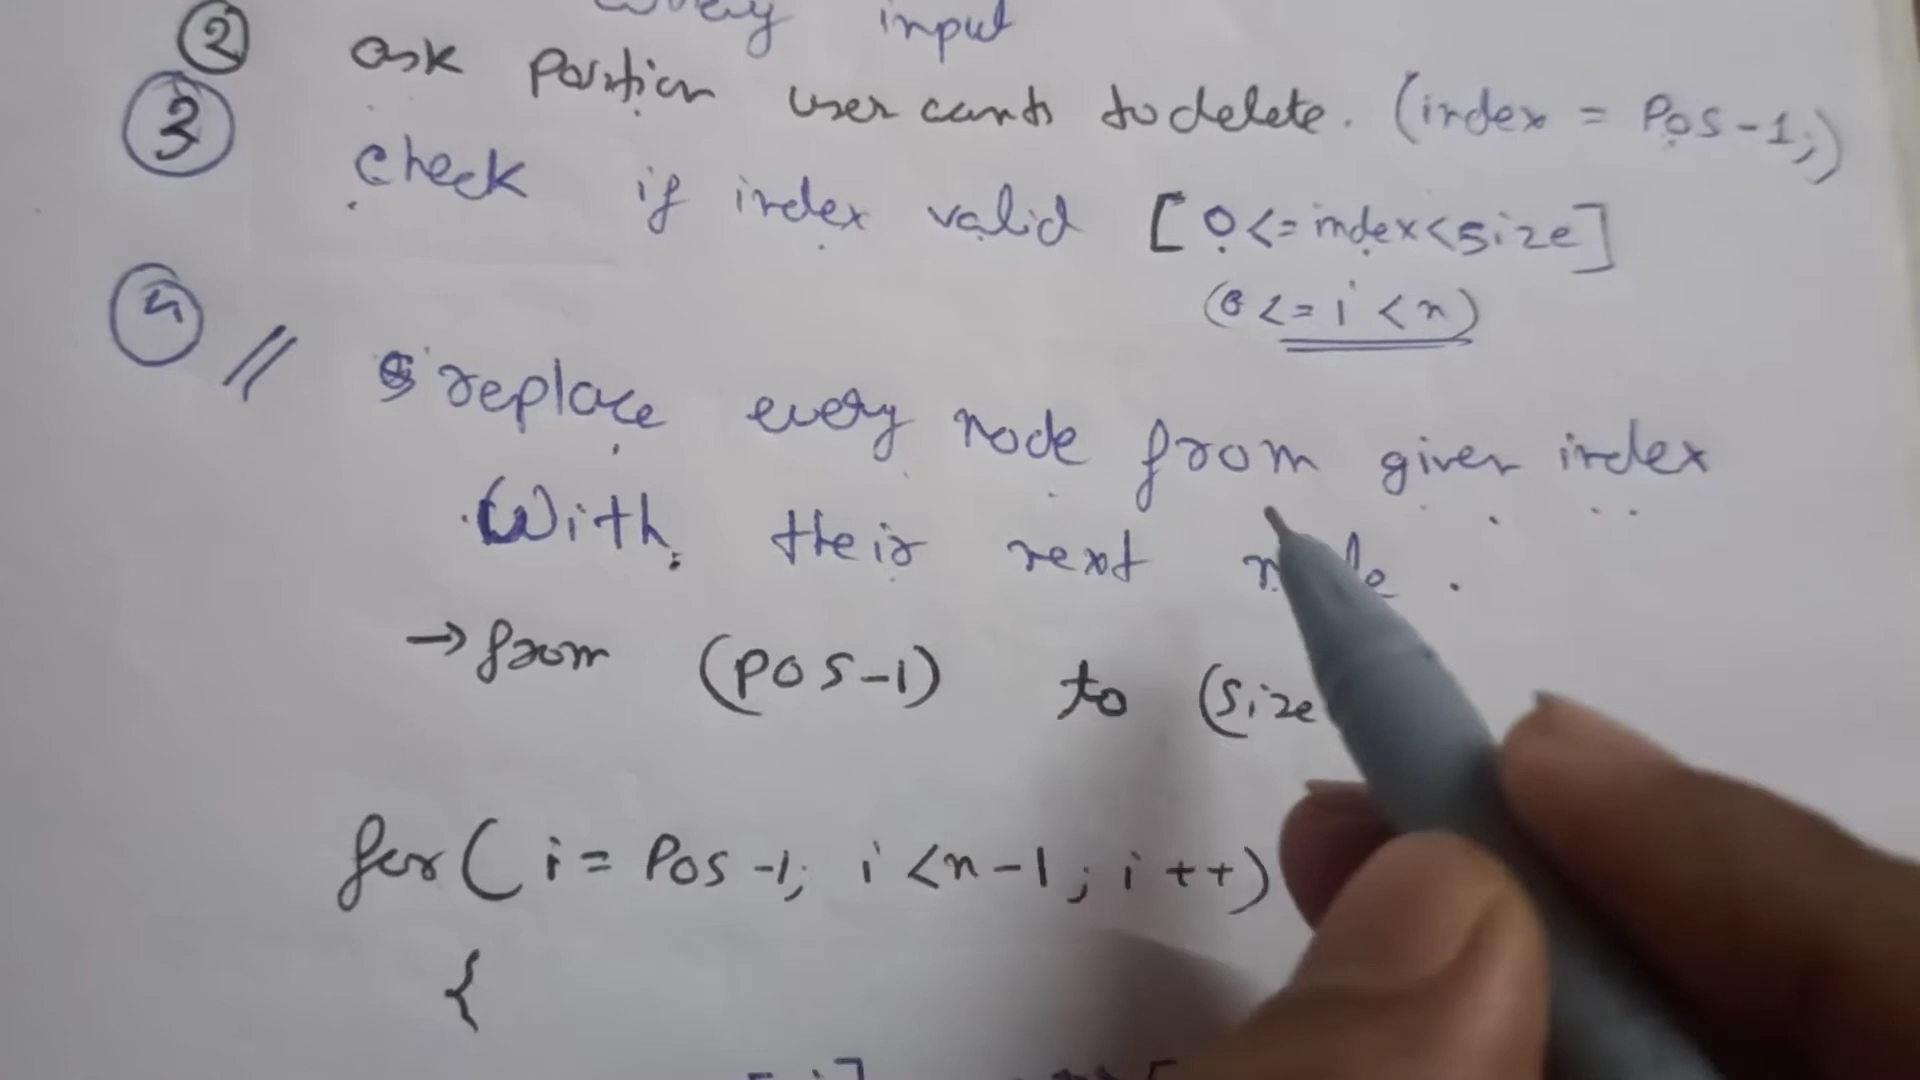 input
② ask Position user wants to delete. (index = Pos-1;)
③ check if index valid [0<=index<size]
(0<=i<n)
④ // replace every node from given index
With their next node.
→ from (pos-1) to (size
for( i = Pos-1; i<n-1; i++)
{